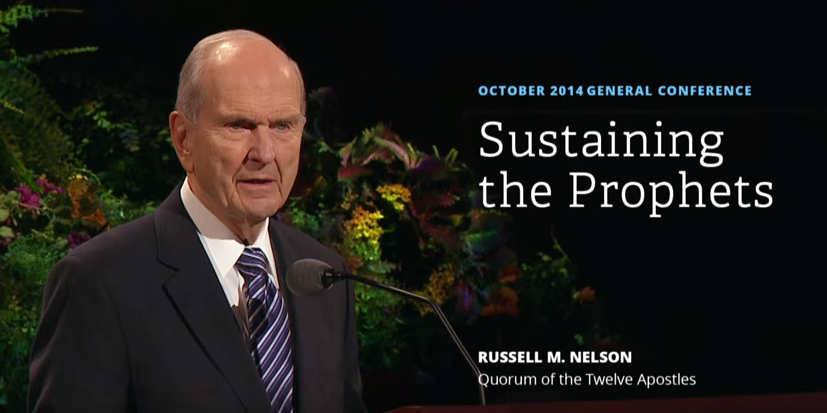 OCTOBER 2014 GENERAL CONFERENCE
Sustaining
the Prophets
RUSSELL M. NELSON
Quorum of the Twelve Apostles